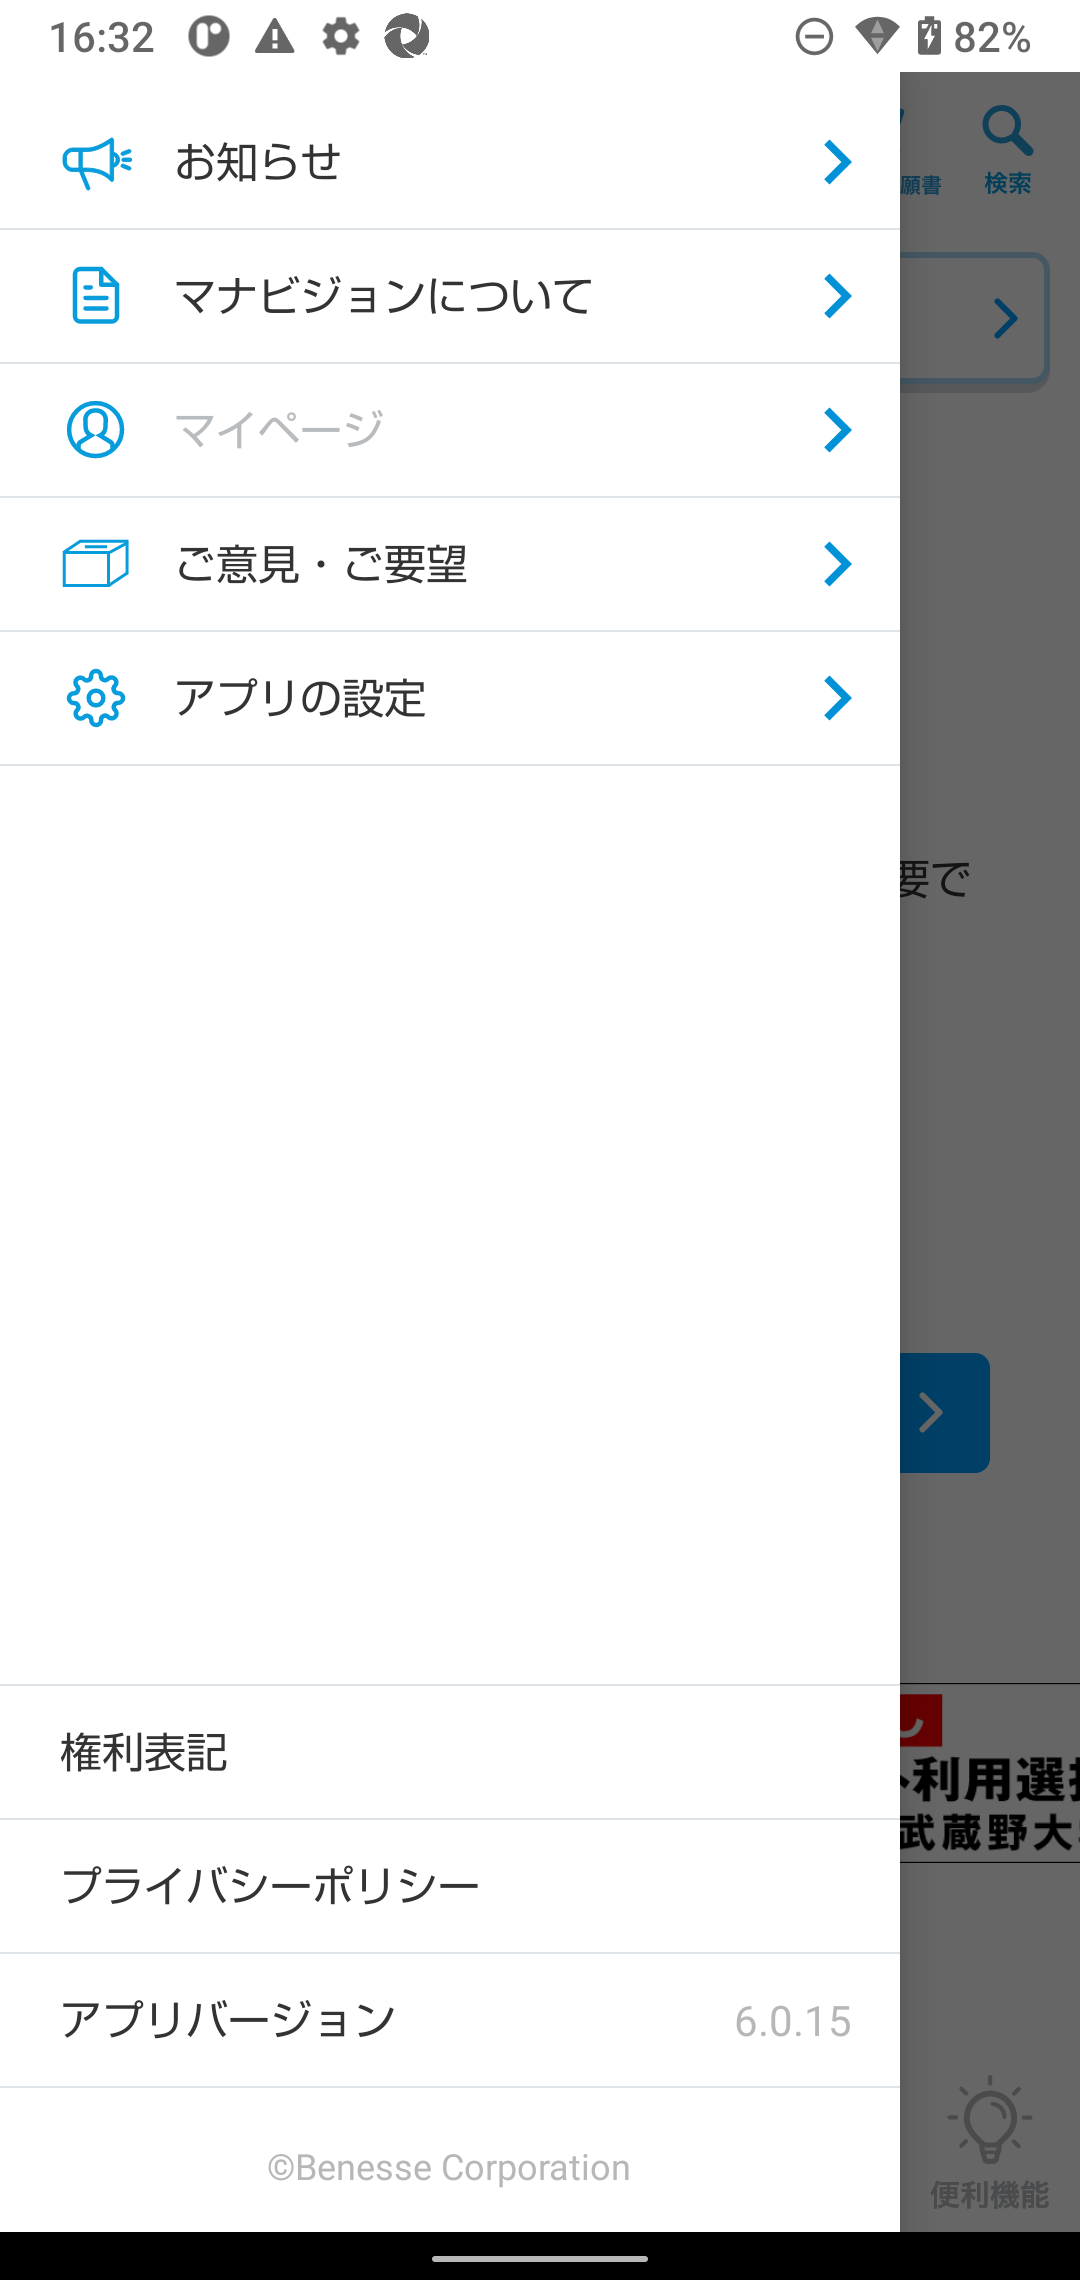 16:32
82%
お知らせ
願書
検索
マナビジョンについて
マイページ
ご意見・ご要望
アプリの設定
要で
権利表記
し
利用選
武蔵野大
プライバシーポリシー
アプリバージョン
6.0.15
©Benesse Corporation
便利機能